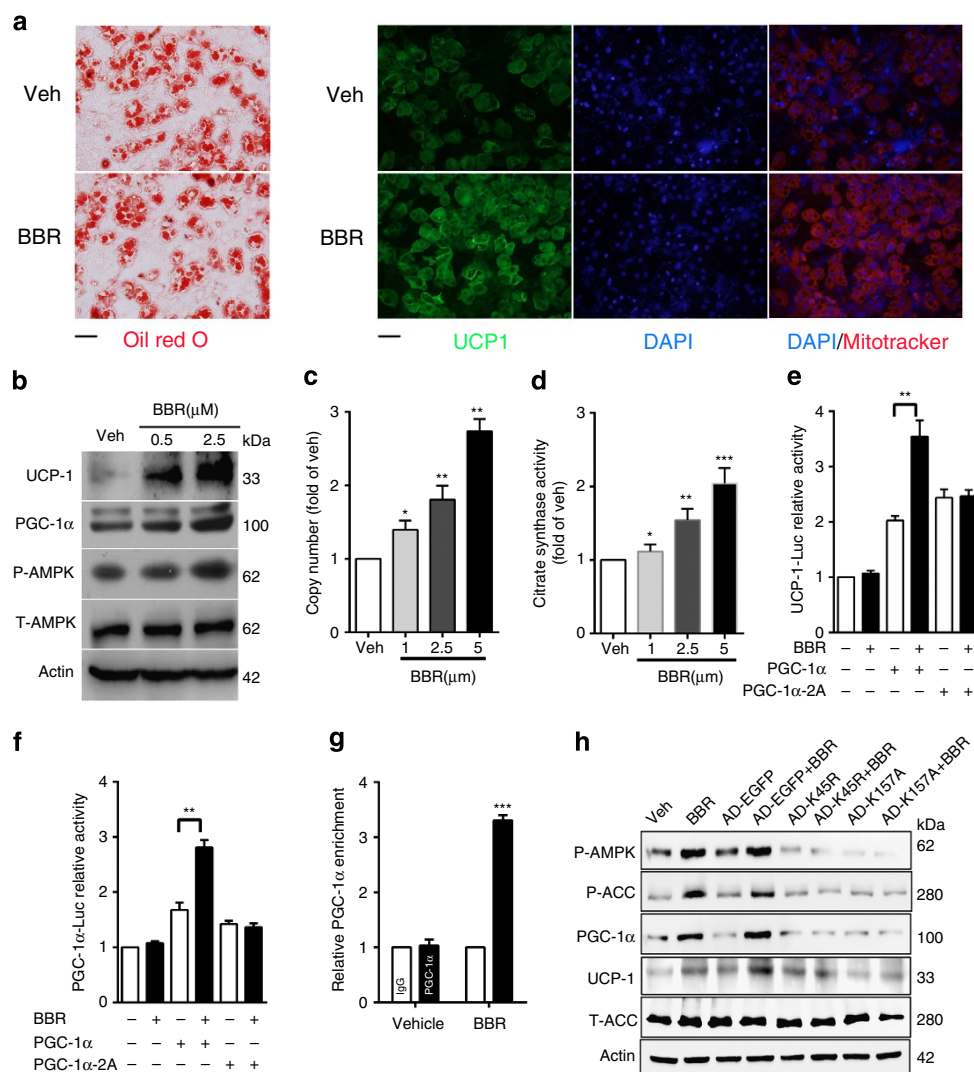 a
Veh
BBR
Oil red O
Veh
BBR
UCP1
DAPI
DAPI/Mitotracker
b
BBR(μM)
Veh 0.5 2.5 kDa
UCP-1 33
PGC-1α 100
P-AMPK 62
T-AMPK 62
Actin 42
c
Copy number (fold of veh)
3
2
1
0
*
**
**
Veh 1 2.5 5
BBR(μm)
d
Citrate synthase activity
(fold of veh)
3
2
1
0
*
**
***
Veh 1 2.5 5
BBR(μm)
e
UCP-1-Luc relative activity
4
3
2
1
0
**
BBR – + – + – +
PGC-1α – – + + – –
PGC-1α-2A – – – – + +
f
PGC-1α-Luc relative activity
4
3
2
1
0
**
BBR – + – + – +
PGC-1α – – + + – –
PGC-1α-2A – – – – + +
g
Relative PGC-1α enrichment
4
3
2
1
0
***
IgG
PGC-1α
Vehicle BBR
h
Veh
BBR
AD-EGFP
AD-EGFP+BBR
AD-K45R
AD-K45R+BBR
AD-K157A
AD-K157A+BBR
kDa
P-AMPK 62
P-ACC 280
PGC-1α 100
UCP-1 33
T-ACC 280
Actin 42